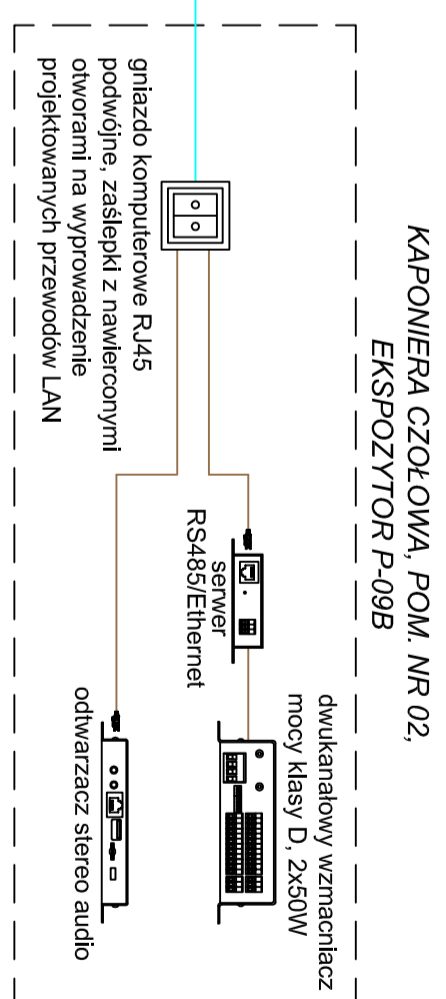 KAPONIERA CZOŁOWA, POM. NR 02,
EKSPOZYTOR P-09B
gniazdo komputerowe RJ45
podwójne, zaślepki z nawierconymi
otworami na wyprowadzenie
projektowanych przewodów LAN
serwer
RS485/Ethernet
dwukanałowy wzmacniacz
mocy klasy D, 2x50W
odtwarzacz stereo audio